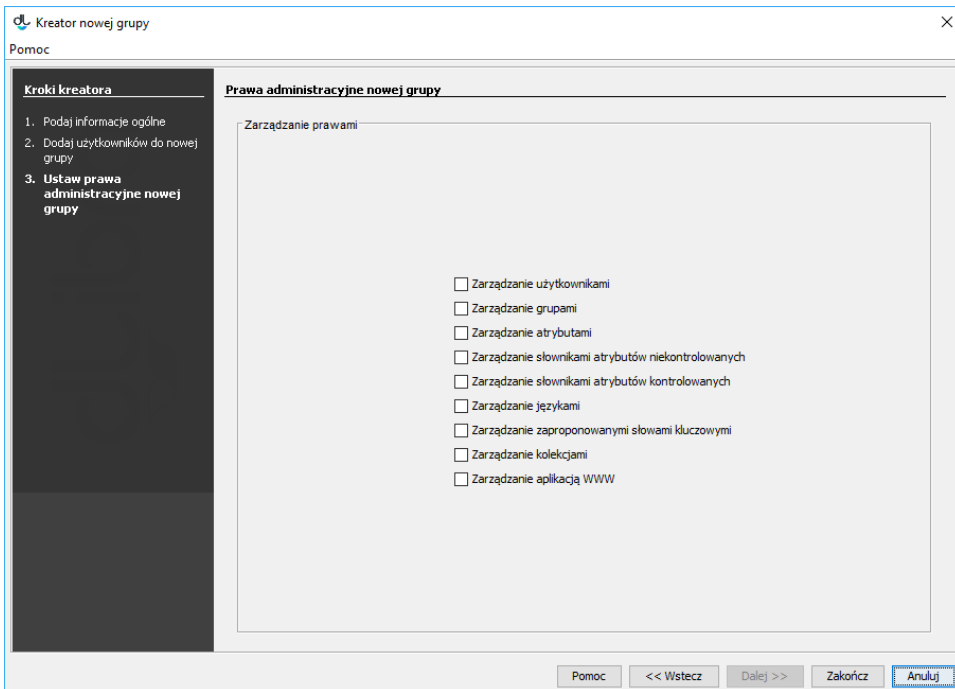 Kreator nowej grupy
Pomoc
Kroki kreatora
1. Podaj informacje ogólne
2. Dodaj użytkowników do nowej
grupy
3. Ustaw prawa
administracyjne nowej
grupy
Prawa administracyjne nowej grupy
Zarządzanie prawami
Zarządzanie użytkownikami
Zarządzanie grupami
Zarządzanie atrybutami
Zarządzanie słownikami atrybutów niekontrolowanych
Zarządzanie słownikami atrybutów kontrolowanych
Zarządzanie językami
Zarządzanie zaproponowanymi słowami kluczowymi
Zarządzanie kolekcjami
Zarządzanie aplikacją WWW
Pomoc << Wstecz Dalej >> Zakończ Anuluj